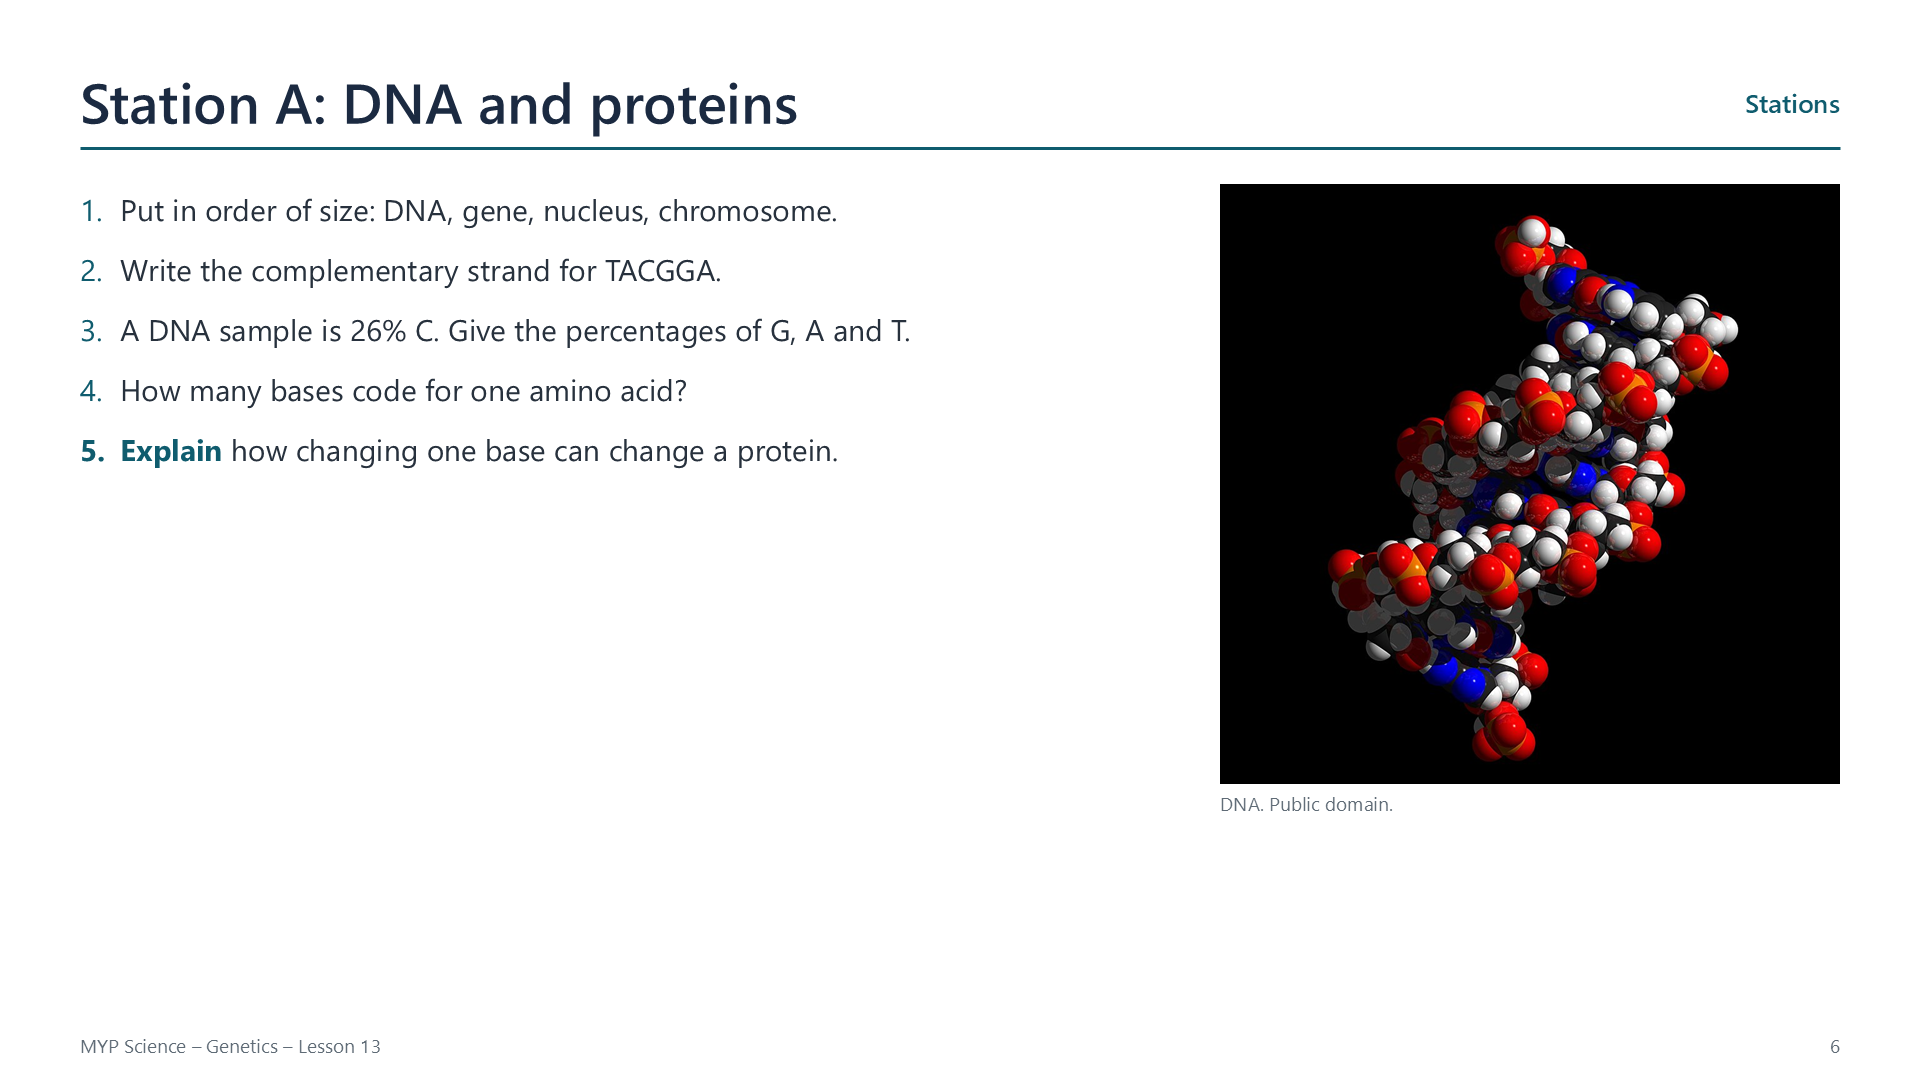 Station A: DNA and proteins
Stations
1. Put in order of size: DNA, gene, nucleus, chromosome.
2. Write the complementary strand for TACGGA.
3. A DNA sample is 26% C. Give the percentages of G, A and T.
4. How many bases code for one amino acid?
5. Explain how changing one base can change a protein.
DNA. Public domain.
MYP Science – Genetics – Lesson 13
6